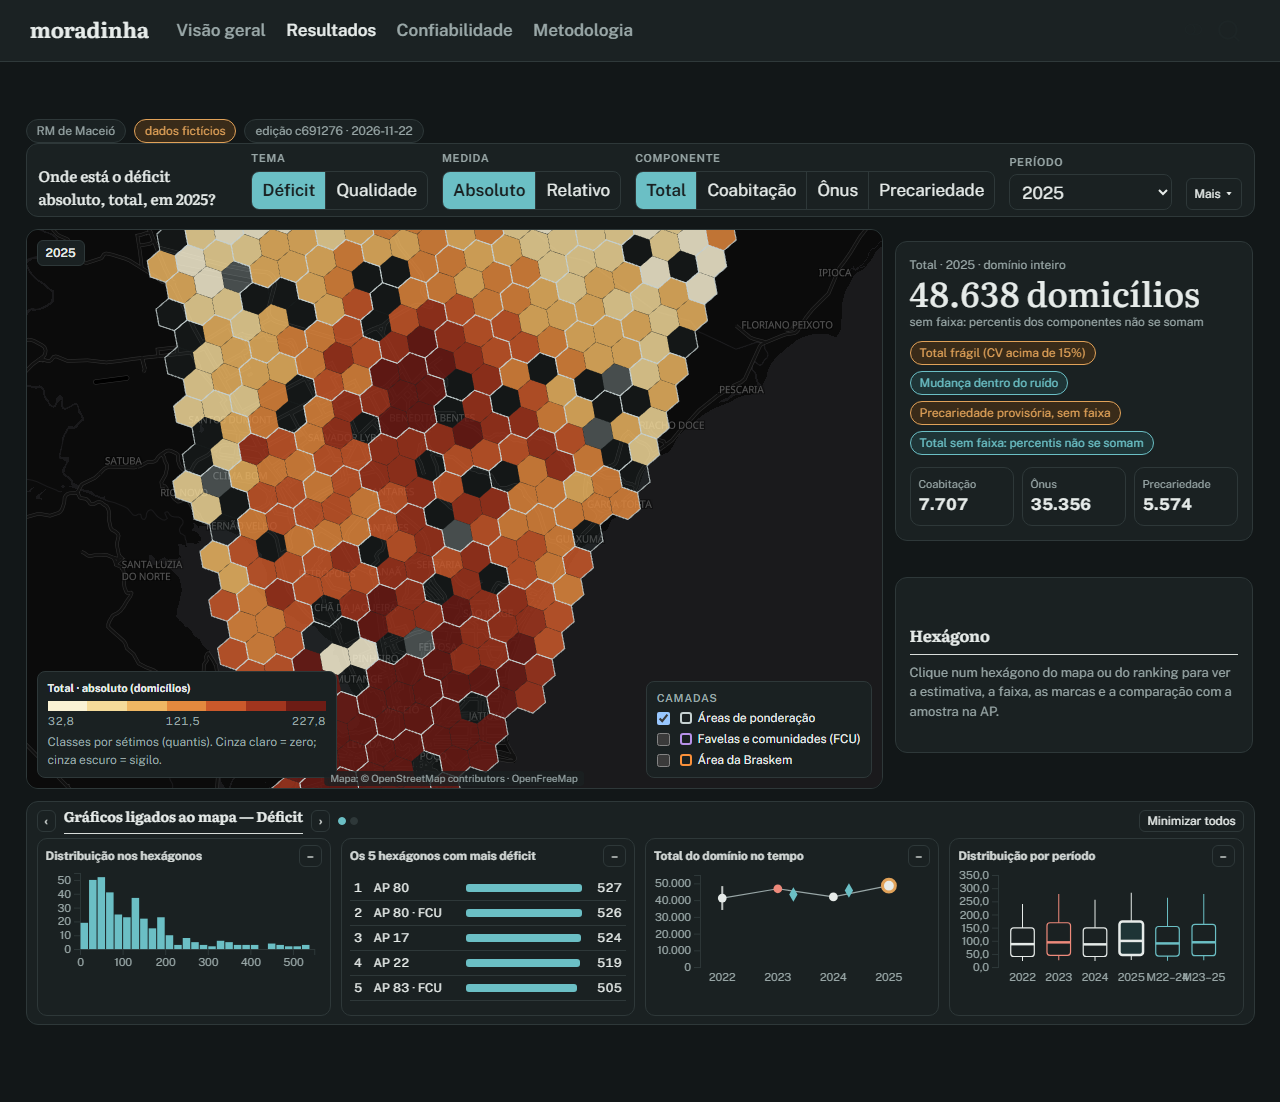 moradinha Visão geral Resultados Confiabilidade Metodologia
RM de Maceió dados fictícios edição c691276 · 2026-11-22
Onde está o déficit
absoluto, total, em 2025?
TEMA
Déficit Qualidade
MEDIDA
Absoluto Relativo
COMPONENTE
Total Coabitação Ônus Precariedade
PERÍODO
2025
Mais
2025
IPIOCA
FLORIANO PEIXOTO
PESCARIA
SATUBA
SANTA LUZIA
DO NORTE
Total · absoluto (domicílios)
32,8 121,5 227,8
Classes por sétimos (quantis). Cinza claro = zero;
cinza escuro = sigilo.
Mapa: © OpenStreetMap contributors · OpenFreeMap
CAMADAS
Áreas de ponderação
Favelas e comunidades (FCU)
Área da Braskem
Total · 2025 · domínio inteiro
48.638 domicílios
sem faixa: percentis dos componentes não se somam
Total frágil (CV acima de 15%)
Mudança dentro do ruído
Precariedade provisória, sem faixa
Total sem faixa: percentis não se somam
Coabitação
7.707
Ônus
35.356
Precariedade
5.574
Hexágono
Clique num hexágono do mapa ou do ranking para ver
a estimativa, a faixa, as marcas e a comparação com a
amostra na AP.
‹ Gráficos ligados ao mapa — Déficit ›
Minimizar todos
Distribuição nos hexágonos –
50
40
30
20
10
0
0 100 200 300 400 500
Os 5 hexágonos com mais déficit –
1 AP 80 527
2 AP 80 · FCU 526
3 AP 17 524
4 AP 22 519
5 AP 83 · FCU 505
Total do domínio no tempo –
50.000
40.000
30.000
20.000
10.000
0
2022 2023 2024 2025
Distribuição por período –
350,0
300,0
250,0
200,0
150,0
100,0
50,0
0,0
2022 2023 2024 2025 M22–24 M23–25